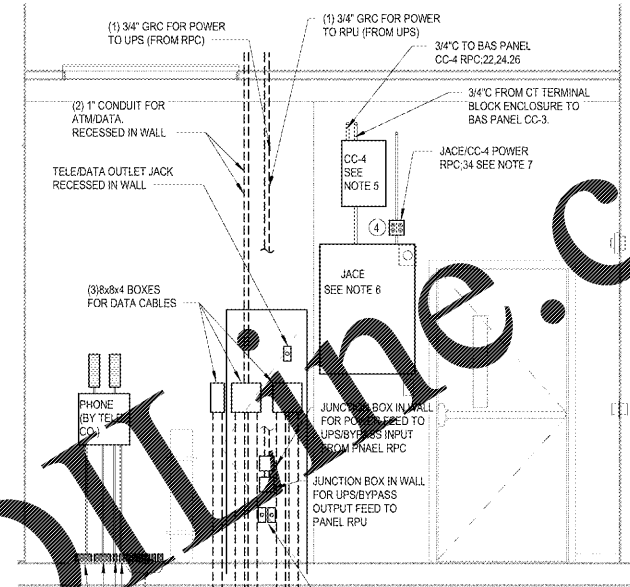 (1) 3/4" GRC FOR POWER
TO UPS (FROM RPC)
(1) 3/4" GRC FOR POWER
TO RPU (FROM UPS)
3/4"C TO BAS PANEL
CC-4 RPC;22,24.26
3/4"C FROM CT TERMINAL
BLOCK ENCLOSURE TO
BAS PANEL CC-3.
(2) 1" CONDUIT FOR
ATM/DATA.
RECESSED IN WALL
CC-4
SEE
NOTE 5
JACE/CC-4 POWER
RPC;34 SEE NOTE 7
TELE/DATA OUTLET JACK
RECESSED IN WALL
4
JACE
SEE NOTE 6
(3)8x8x4 BOXES
FOR DATA CABLES
PHONE
(BY TELE
CO.)
JUNCTION BOX IN WALL
FOR POWER FEED TO
UPS/BYPASS INPUT
FROM PNAEL RPC
JUNCTION BOX IN WALL
FOR UPS/BYPASS
OUTPUT FEED TO
PANEL RPU
llLine.c